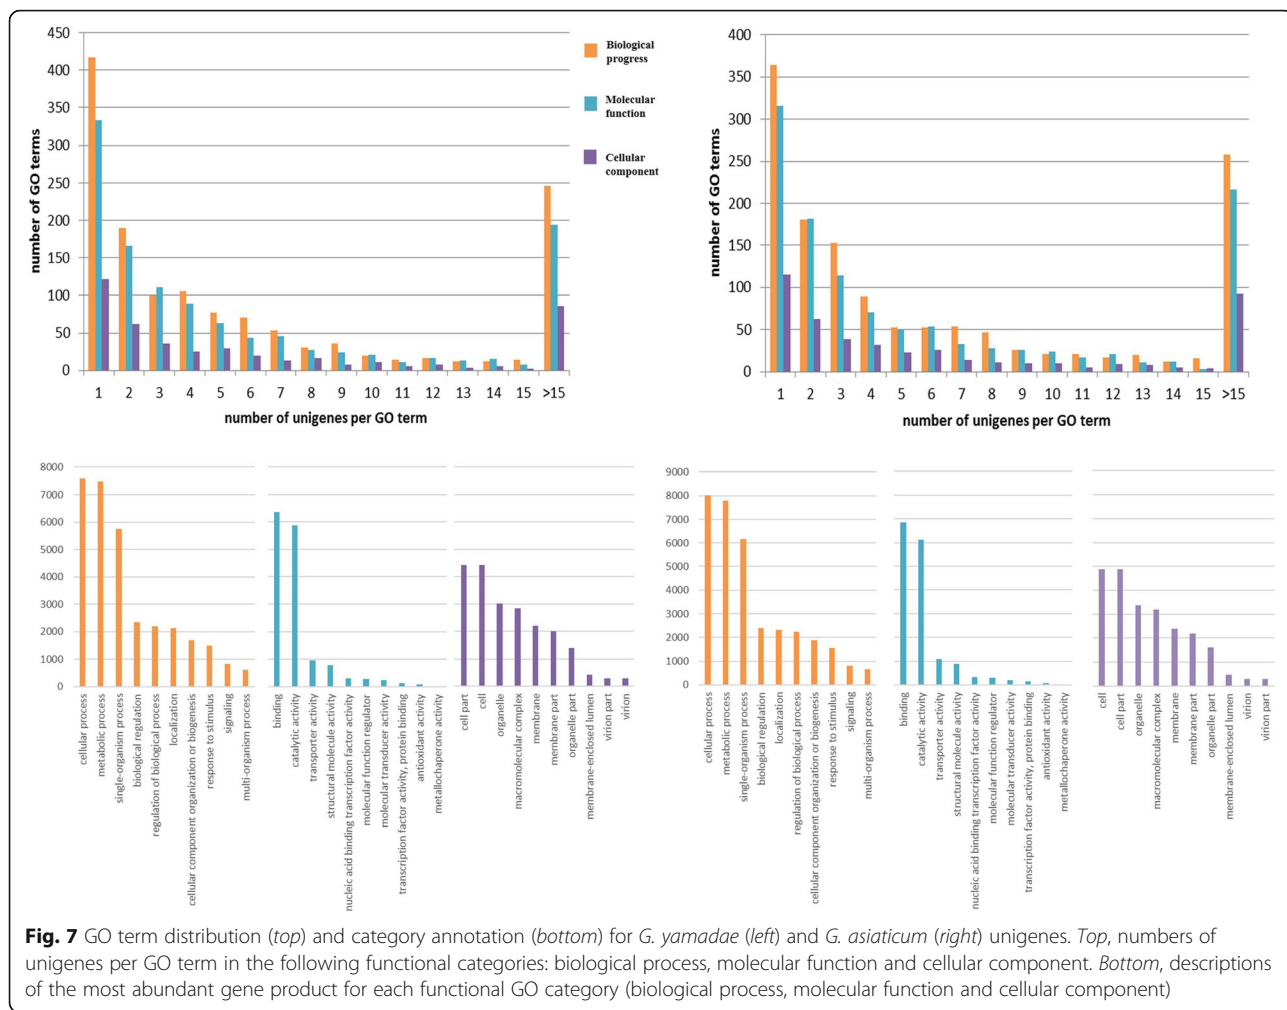 450
400
350
300
250
200
150
100
50
0
number of GO terms
1 2 3 4 5 6 7 8 9 10 11 12 13 14 15 >15
number of unigenes per GO term
Biological
progress
Molecular
function
Cellular
component
400
350
300
250
200
150
100
50
0
number of GO terms
1 2 3 4 5 6 7 8 9 10 11 12 13 14 15 >15
number of unigenes per GO term
8000
7000
6000
5000
4000
3000
2000
1000
0
cellular process
metabolic process
single-organism process
biological regulation
regulation of biological process
localization
cellular component organization or biogenesis
response to stimulus
signaling
multi-organism process
binding
catalytic activity
transporter activity
structural molecule activity
nucleic acid binding transcription factor activity
molecular function regulator
molecular transducer activity
transcription factor activity, protein binding
antioxidant activity
metallochaperone activity
cell part
cell
organelle
macromolecular complex
membrane
membrane part
organelle part
membrane-enclosed lumen
virion part
virion
9000
8000
7000
6000
5000
4000
3000
2000
1000
0
cellular process
metabolic process
single-organism process
biological regulation
localization
regulation of biological process
cellular component organization or biogenesis
response to stimulus
signaling
multi-organism process
binding
catalytic activity
transporter activity
structural molecule activity
nucleic acid binding transcription factor activity
molecular function regulator
molecular transducer activity
transcription factor activity, protein binding
antioxidant activity
metallochaperone activity
cell
cell part
organelle
macromolecular complex
membrane
membrane part
organelle part
membrane-enclosed lumen
virion
virion part
Fig. 7 GO term distribution (top) and category annotation (bottom) for G. yamadae (left) and G. asiaticum (right) unigenes. Top, numbers of
unigenes per GO term in the following functional categories: biological process, molecular function and cellular component. Bottom, descriptions
of the most abundant gene product for each functional GO category (biological process, molecular function and cellular component)